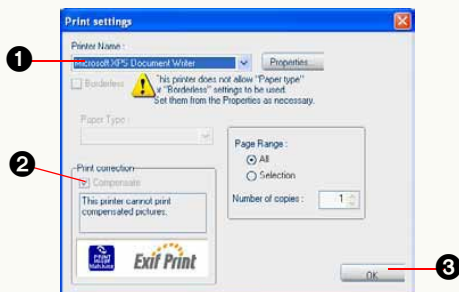 Print settings
Printer Name :
1
Microsoft XPS Document Writer
Properties...
Borderless
This printer does not allow "Paper type"
or "Borderless" settings to be used.
Set them from the Properties as necessary.
Paper Type :
Page Range :
All
Selection
Number of copies : 1
2
Print correction
Compensate
This printer cannot print
compensated pictures.
PRINT
Exif Print
OK
3